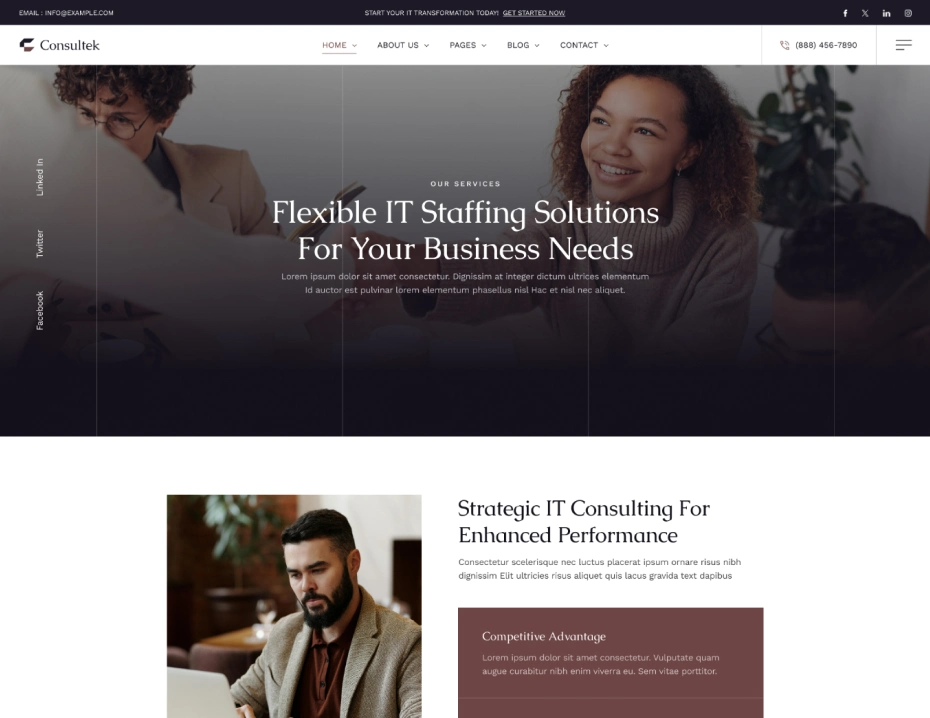 EMAIL : INFO@EXAMPLE.COM
START YOUR IT TRANSFORMATION TODAY! GET STARTED NOW
Consultek
HOME
ABOUT US
PAGES
BLOG
CONTACT
(888) 456-7890
Linked In
Twitter
Facebook
OUR SERVICES
Flexible IT Staffing Solutions
For Your Business Needs
Lorem ipsum dolor sit amet consectetur. Dignissim at integer dictum ultrices elementum
Id auctor est pulvinar lorem elementum phasellus nisl Hac et nisl nec aliquet.
Strategic IT Consulting For
Enhanced Performance
Consectetur scelerisque nec luctus placerat ipsum ornare risus nibh
dignissim Elit ultricies risus aliquet quis lacus gravida text dapibus
Competitive Advantage
Lorem ipsum dolor sit amet consectetur. Vulputate quam
augue curabitur nibh enim viverra eu. Sem vitae porttitor.